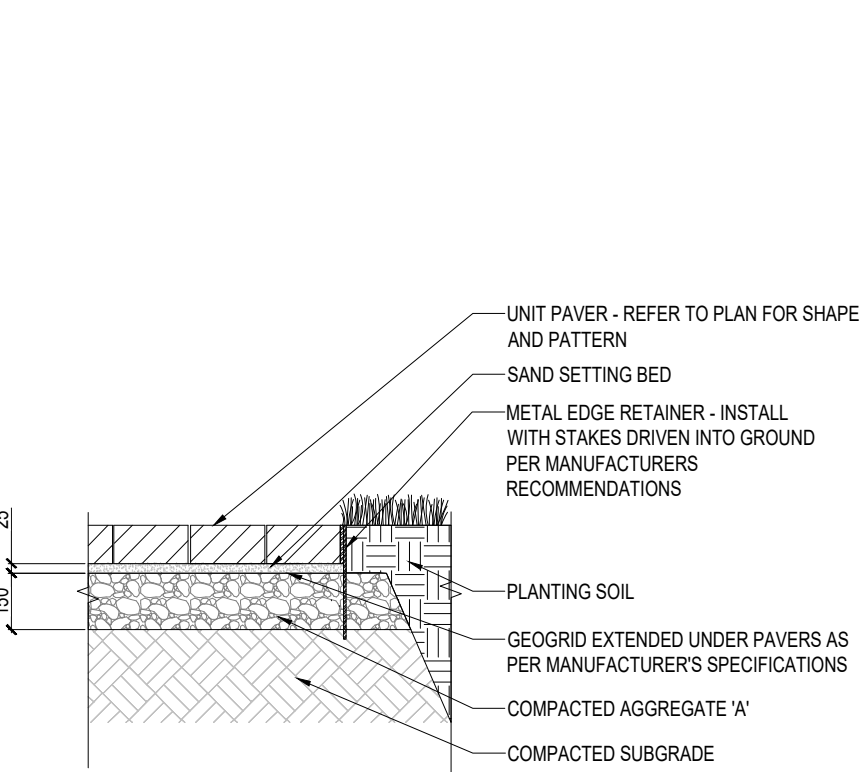 UNIT PAVER - REFER TO PLAN FOR SHAPE
AND PATTERN
SAND SETTING BED
METAL EDGE RETAINER - INSTALL
WITH STAKES DRIVEN INTO GROUND
PER MANUFACTURERS
RECOMMENDATIONS
25
150
PLANTING SOIL
GEOGRID EXTENDED UNDER PAVERS AS
PER MANUFACTURER'S SPECIFICATIONS
COMPACTED AGGREGATE 'A'
COMPACTED SUBGRADE